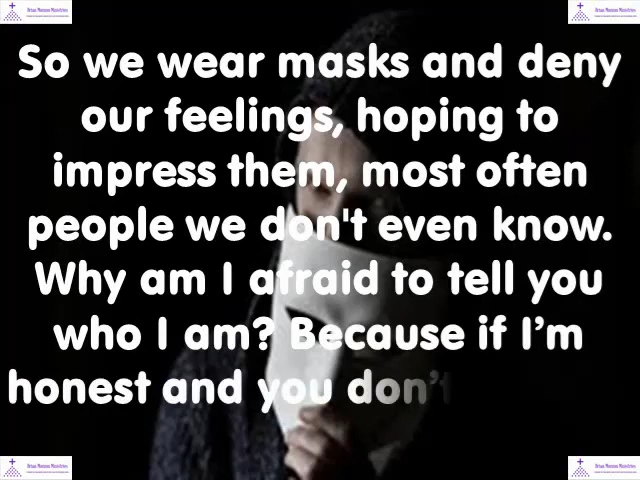 So we wear masks and deny
our feelings, hoping to
impress them, most often
people we don't even know.
Why am I afraid to tell you
who I am? Because if I’m
honest and you don’t